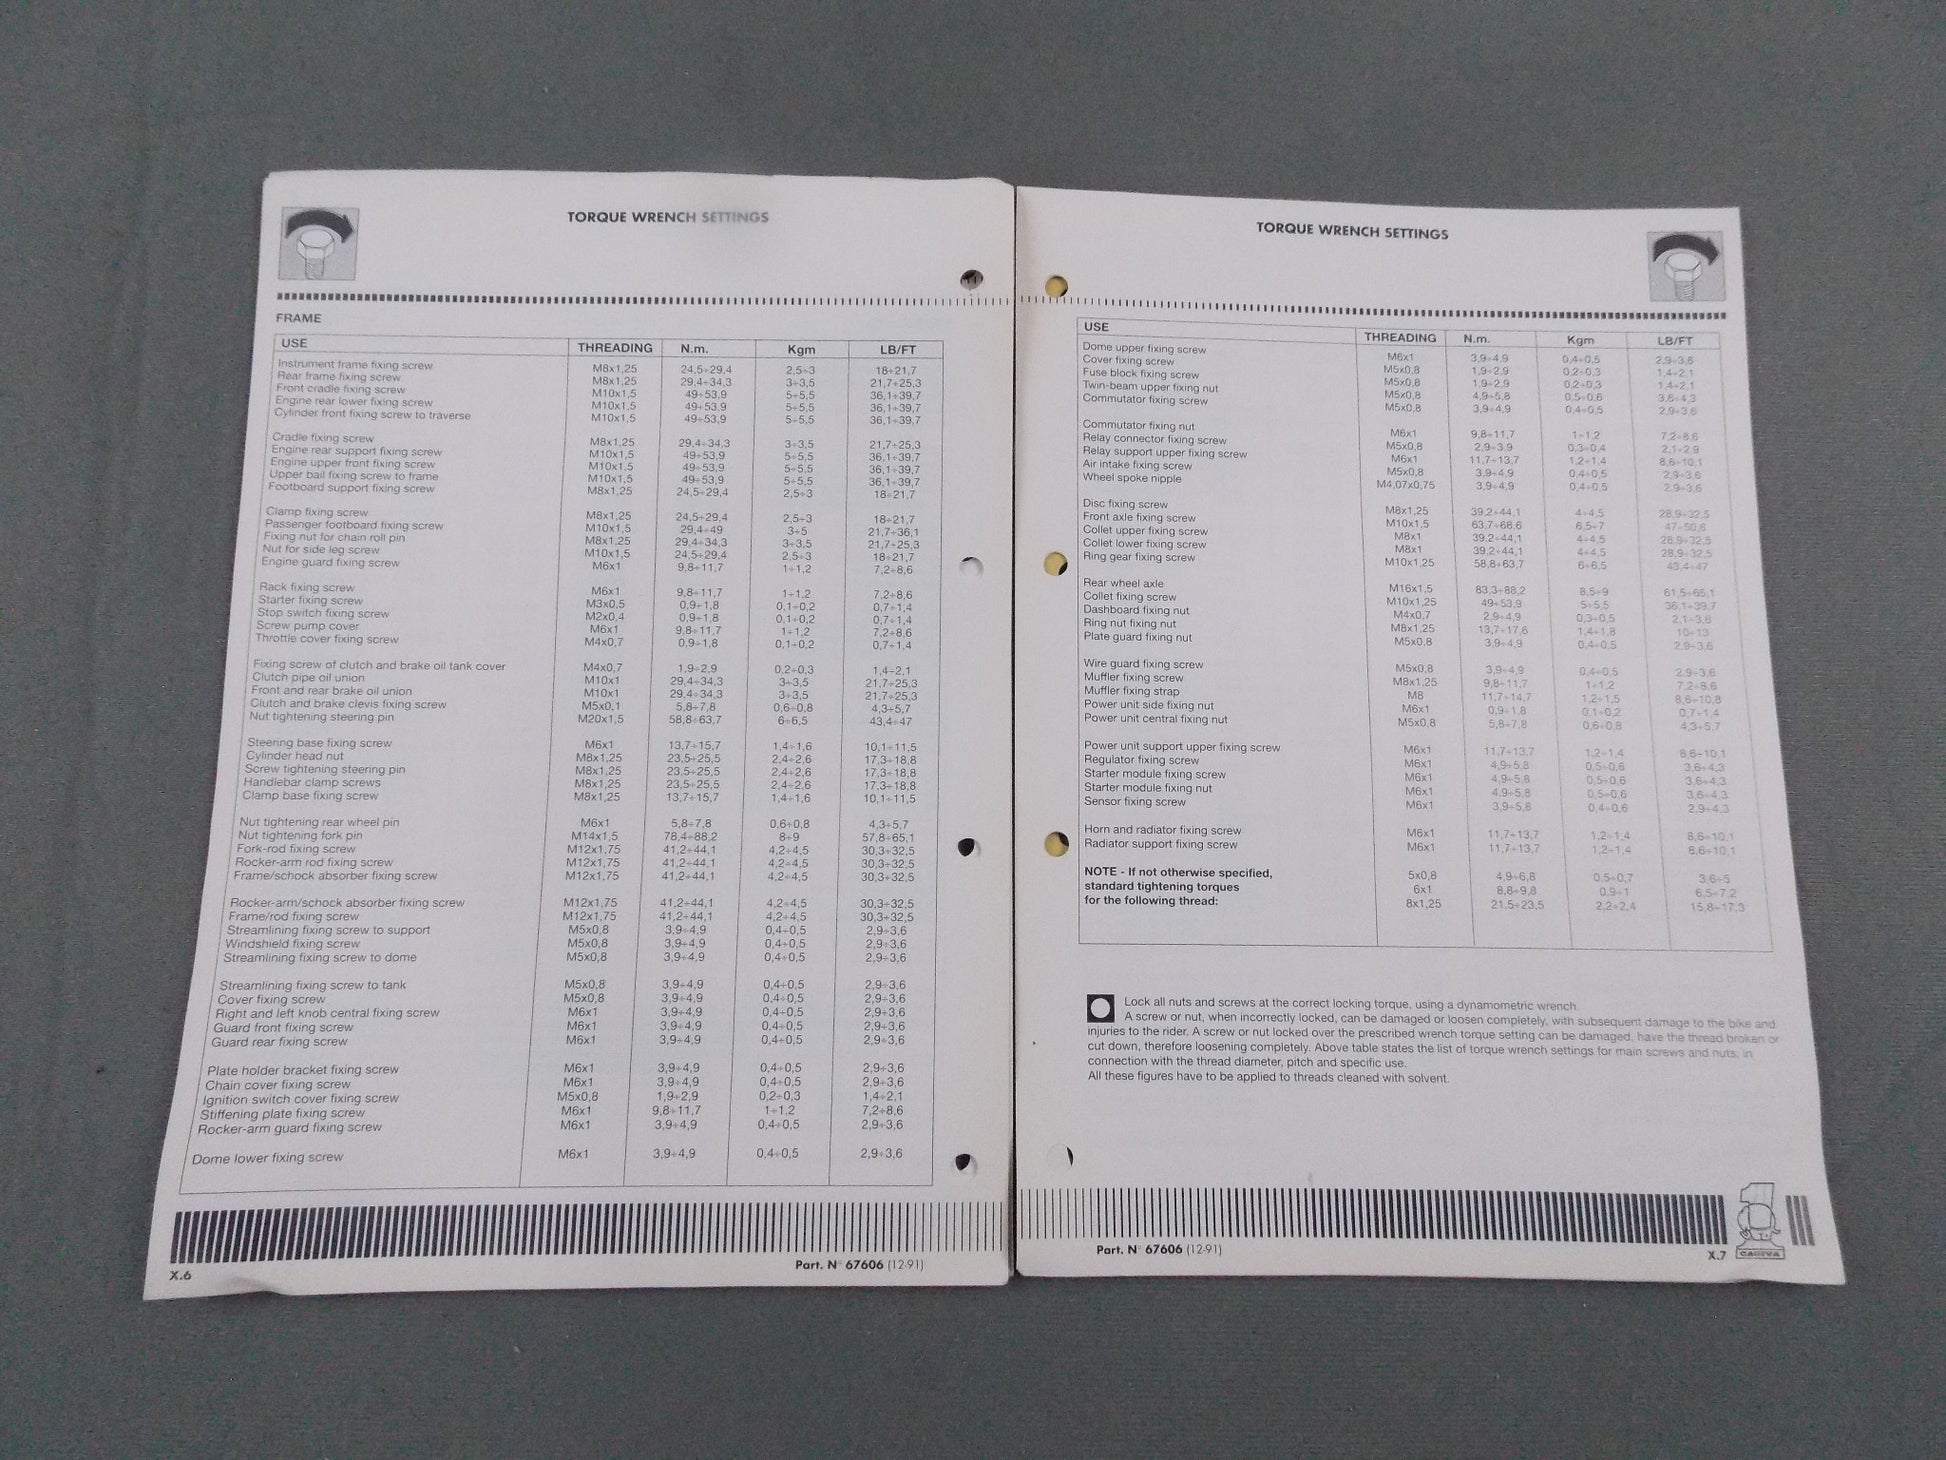 TORQUE WRENCH SETTINGS
FRAME
USE THREADING N.m. Kgm LB/FT
Instrument frame fixing screw M8x1,25 24,5÷29,4 2,5÷3 18÷21,7
Rear frame fixing screw M8x1,25 29,4÷34,3 3÷3,5 21,7÷25,3
Front cradle fixing screw M10x1,5 49÷53,9 5÷5,5 36,1÷39,7
Engine rear lower fixing screw M10x1,5 49÷53,9 5÷5,5 36,1÷39,7
Cylinder front fixing screw to traverse M10x1,5 49÷53,9 5÷5,5 36,1÷39,7
Cradle fixing screw M8x1,25 29,4÷34,3 3÷3,5 21,7÷25,3
Engine rear support fixing screw M10x1,5 49÷53,9 5÷5,5 36,1÷39,7
Engine upper front fixing screw M10x1,5 49÷53,9 5÷5,5 36,1÷39,7
Upper bail fixing screw to frame M10x1,5 49÷53,9 5÷5,5 36,1÷39,7
Footboard support fixing screw M8x1,25 24,5÷29,4 2,5÷3 18÷21,7
Clamp fixing screw M8x1,25 24,5÷29,4 2,5÷3 18÷21,7
Passenger footboard fixing screw M10x1,5 29,4÷49 3÷5 21,7÷36,1
Fixing nut for chain roll pin M8x1,25 29,4÷34,3 3÷3,5 21,7÷25,3
Nut for side leg screw M10x1,5 24,5÷29,4 2,5÷3 18÷21,7
Engine guard fixing screw M6x1 9,8÷11,7 1÷1,2 7,2÷8,6
Rack fixing screw M6x1 9,8÷11,7 1÷1,2 7,2÷8,6
Starter fixing screw M3x0,5 0,9÷1,8 0,1÷0,2 0,7÷1,4
Stop switch fixing screw M2x0,4 0,9÷1,8 0,1÷0,2 0,7÷1,4
Screw pump cover M6x1 9,8÷11,7 1÷1,2 7,2÷8,6
Throttle cover fixing screw M4x0,7 0,9÷1,8 0,1÷0,2 0,7÷1,4
Fixing screw of clutch and brake oil tank cover M4x0,7 1,9÷2,9 0,2÷0,3 1,4÷2,1
Clutch pipe oil union M10x1 29,4÷34,3 3÷3,5 21,7÷25,3
Front and rear brake oil union M10x1 29,4÷34,3 3÷3,5 21,7÷25,3
Clutch and brake clevis fixing screw M5x0,1 5,8÷7,8 0,6÷0,8 4,3÷5,7
Nut tightening steering pin M20x1,5 58,8÷63,7 6÷6,5 43,4÷47
Steering base fixing screw M6x1 13,7÷15,7 1,4÷1,6 10,1÷11,5
Cylinder head nut M8x1,25 23,5÷25,5 2,4÷2,6 17,3÷18,8
Screw tightening steering pin M8x1,25 23,5÷25,5 2,4÷2,6 17,3÷18,8
Handlebar clamp screws M8x1,25 23,5÷25,5 2,4÷2,6 17,3÷18,8
Clamp base fixing screw M8x1,25 13,7÷15,7 1,4÷1,6 10,1÷11,5
Nut tightening rear wheel pin M6x1 5,8÷7,8 0,6÷0,8 4,3÷5,7
Nut tightening fork pin M14x1,5 78,4÷88,2 8÷9 57,8÷65,1
Fork-rod fixing screw M12x1,75 41,2÷44,1 4,2÷4,5 30,3÷32,5
Rocker-arm rod fixing screw M12x1,75 41,2÷44,1 4,2÷4,5 30,3÷32,5
Frame/schock absorber fixing screw M12x1,75 41,2÷44,1 4,2÷4,5 30,3÷32,5
Rocker-arm/schock absorber fixing screw M12x1,75 41,2÷44,1 4,2÷4,5 30,3÷32,5
Frame/rod fixing screw M12x1,75 41,2÷44,1 4,2÷4,5 30,3÷32,5
Streamlining fixing screw to support M5x0,8 3,9÷4,9 0,4÷0,5 2,9÷3,6
Windshield fixing screw M5x0,8 3,9÷4,9 0,4÷0,5 2,9÷3,6
Streamlining fixing screw to dome M5x0,8 3,9÷4,9 0,4÷0,5 2,9÷3,6
Streamlining fixing screw to tank M5x0,8 3,9÷4,9 0,4÷0,5 2,9÷3,6
Cover fixing screw M5x0,8 3,9÷4,9 0,4÷0,5 2,9÷3,6
Right and left knob central fixing screw M6x1 3,9÷4,9 0,4÷0,5 2,9÷3,6
Guard front fixing screw M6x1 3,9÷4,9 0,4÷0,5 2,9÷3,6
Guard rear fixing screw M6x1 3,9÷4,9 0,4÷0,5 2,9÷3,6
Plate holder bracket fixing screw M6x1 3,9÷4,9 0,4÷0,5 2,9÷3,6
Chain cover fixing screw M6x1 3,9÷4,9 0,4÷0,5 2,9÷3,6
Ignition switch cover fixing screw M5x0,8 1,9÷2,9 0,2÷0,3 1,4÷2,1
Stiffening plate fixing screw M6x1 9,8÷11,7 1÷1,2 7,2÷8,6
Rocker-arm guard fixing screw M6x1 3,9÷4,9 0,4÷0,5 2,9÷3,6
Dome lower fixing screw M6x1 3,9÷4,9 0,4÷0,5 2,9÷3,6
X.6 Part. N° 67606 (12-91)
TORQUE WRENCH SETTINGS
USE THREADING N.m. Kgm LB/FT
Dome upper fixing screw M6x1 3,9÷4,9 0,4÷0,5 2,9÷3,6
Cover fixing screw M5x0,8 1,9÷2,9 0,2÷0,3 1,4÷2,1
Fuse block fixing screw M5x0,8 1,9÷2,9 0,2÷0,3 1,4÷2,1
Twin-beam upper fixing nut M5x0,8 4,9÷5,8 0,5÷0,6 3,6÷4,3
Commutator fixing screw M5x0,8 3,9÷4,9 0,4÷0,5 2,9÷3,6
Commutator fixing nut M6x1 9,8÷11,7 1÷1,2 7,2÷8,6
Relay connector fixing screw M5x0,8 2,9÷3,9 0,3÷0,4 2,1÷2,9
Relay support upper fixing screw M6x1 11,7÷13,7 1,2÷1,4 8,6÷10,1
Air intake fixing screw M5x0,8 3,9÷4,9 0,4÷0,5 2,9÷3,6
Wheel spoke nipple M4,07x0,75 3,9÷4,9 0,4÷0,5 2,9÷3,6
Disc fixing screw M8x1,25 39,2÷44,1 4÷4,5 28,9÷32,5
Front axle fixing screw M10x1,5 63,7÷68,6 6,5÷7 47÷50,6
Collet upper fixing screw M8x1 39,2÷44,1 4÷4,5 28,9÷32,5
Collet lower fixing screw M8x1 39,2÷44,1 4÷4,5 28,9÷32,5
Ring gear fixing screw M10x1,25 58,8÷63,7 6÷6,5 43,4÷47
Rear wheel axle M16x1,5 83,3÷88,2 8,5÷9 61,5÷65,1
Collet fixing screw M10x1,25 49÷53,9 5÷5,5 36,1÷39,7
Dashboard fixing nut M4x0,7 2,9÷4,9 0,3÷0,5 2,1÷3,6
Ring nut fixing nut M8x1,25 13,7÷17,6 1,4÷1,8 10÷13
Plate guard fixing nut M5x0,8 3,9÷4,9 0,4÷0,5 2,9÷3,6
Wire guard fixing screw M5x0,8 3,9÷4,9 0,4÷0,5 2,9÷3,6
Muffler fixing screw M8x1,25 9,8÷11,7 1÷1,2 7,2÷8,6
Muffler fixing strap M8 11,7÷14,7 1,2÷1,5 8,6÷10,8
Power unit side fixing nut M6x1 0,9÷1,8 0,1÷0,2 0,7÷1,4
Power unit central fixing nut M5x0,8 5,8÷7,8 0,6÷0,8 4,3÷5,7
Power unit support upper fixing screw M6x1 11,7÷13,7 1,2÷1,4 8,6÷10,1
Regulator fixing screw M6x1 4,9÷5,8 0,5÷0,6 3,6÷4,3
Starter module fixing screw M6x1 4,9÷5,8 0,5÷0,6 3,6÷4,3
Starter module fixing nut M6x1 4,9÷5,8 0,5÷0,6 3,6÷4,3
Sensor fixing screw M6x1 3,9÷5,8 0,4÷0,6 2,9÷4,3
Horn and radiator fixing screw M6x1 11,7÷13,7 1,2÷1,4 8,6÷10,1
Radiator support fixing screw M6x1 11,7÷13,7 1,2÷1,4 8,6÷10,1
NOTE - If not otherwise specified, 5x0,8 4,9÷6,8 0,5÷0,7 3,6÷5
standard tightening torques 6x1 8,8÷9,8 0,9÷1 6,5÷7,2
for the following thread: 8x1,25 21,5÷23,5 2,2÷2,4 15,8÷17,3
Lock all nuts and screws at the correct locking torque, using a dynamometric wrench.
A screw or nut, when incorrectly locked, can be damaged or loosen completely, with subsequent damage to the bike and
injuries to the rider. A screw or nut locked over the prescribed wrench torque setting can be damaged, have the thread broken or
cut down, therefore loosening completely. Above table states the list of torque wrench settings for main screws and nuts, in
connection with the thread diameter, pitch and specific use.
All these figures have to be applied to threads cleaned with solvent.
Part. N° 67606 (12-91) X.7
CAGIVA